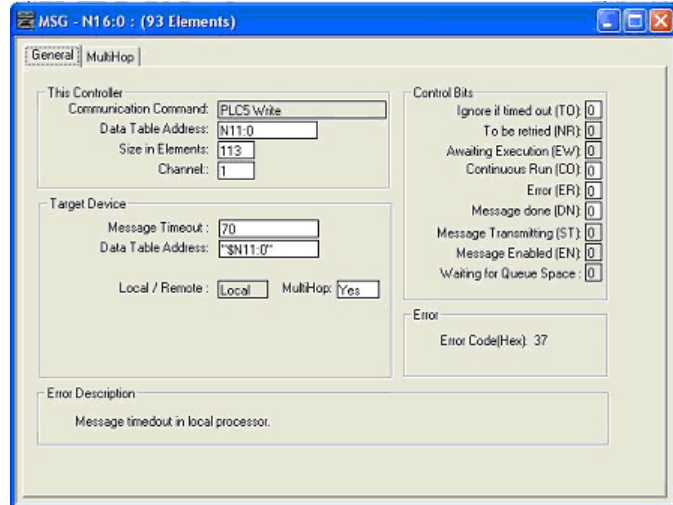 MSG - N16:0 : (93 Elements)
General MultiHop
This Controller
Communication Command: PLC5 Write
Data Table Address: N11:0
Size in Elements: 113
Channel: 1
Target Device
Message Timeout : 70
Data Table Address: "$N11:0"
Local / Remote : Local MultiHop: Yes
Control Bits
Ignore if timed out (TO): 0
To be retried (NR): 0
Awaiting Execution (EW): 0
Continuous Run (CO): 0
Error (ER): 0
Message done (DN): 0
Message Transmitting (ST): 0
Message Enabled (EN): 0
Waiting for Queue Space : 0
Error
Error Code(Hex): 37
Error Description
Message timedout in local processor.